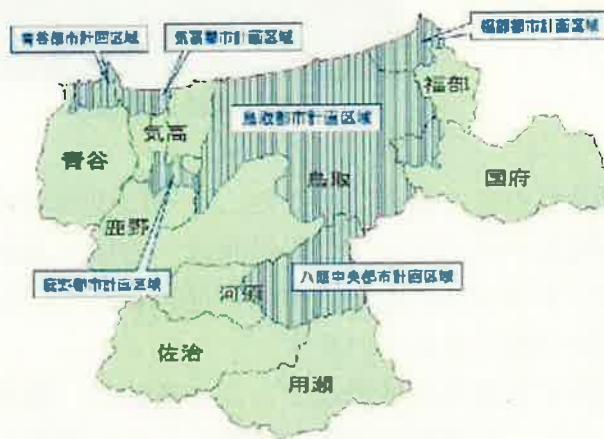 青谷都市計画区域
気高都市計画区域
福部都市計画区域
鳥取都市計画区域
福部
気高
青谷
鳥取
国府
鹿野
鹿野都市計画区域
八頭中央都市計画区域
河原
佐治
用瀬